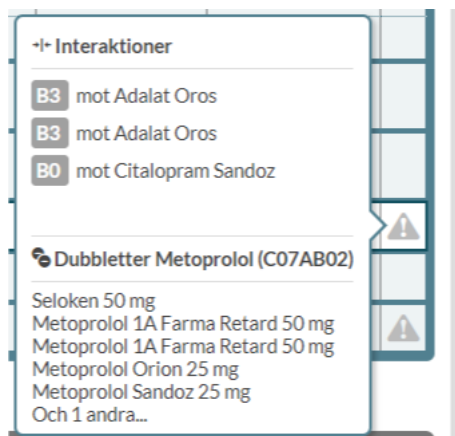 Interaktioner
B3 mot Adalat Oros
B3 mot Adalat Oros
B0 mot Citalopram Sandoz
Dubbletter Metoprolol (C07AB02)
Seloken 50 mg
Metoprolol 1A Farma Retard 50 mg
Metoprolol 1A Farma Retard 50 mg
Metoprolol Orion 25 mg
Metoprolol Sandoz 25 mg
Och 1 andra...